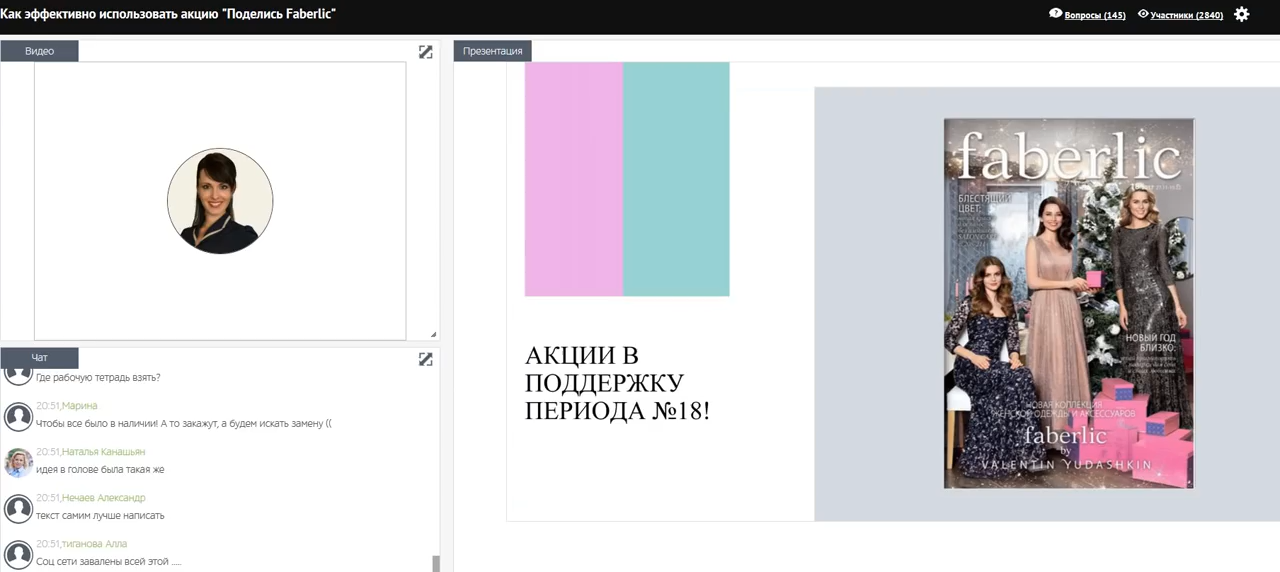 Как эффективно использовать акцию "Поделись Faberlic"
Вопросы (145)
Участники (2840)
Видео
Презентация
faberlic
БЛЕСТЯЩИЙ
ЦВЕТ:
АКЦИИ В
ПОДДЕРЖКУ
ПЕРИОДА №18!
НОВЫЙ ГОД
БЛИЗКО:
НОВАЯ КОЛЛЕКЦИЯ
ЖЕНСКОЙ ОДЕЖДЫ И АКСЕССУАРОВ
faberlic
by
VALENTIN YUDASHKIN
Чат
Где рабочую тетрадь взять?
20:51,Марина
Чтобы все было в наличии! А то закажут, а будем искать замену ((
20:51,Наталья Канашьян
идея в голове была такая же
20:51,Нечаев Александр
текст самим лучше написать
20:51,тиганова Алла
Соц сети завалены всей этой .....